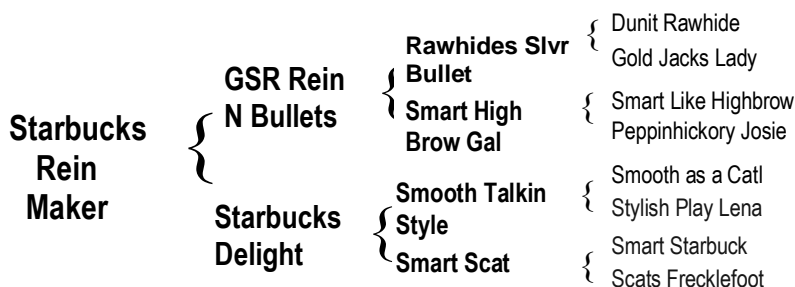 Starbucks
Rein
Maker
GSR Rein
N Bullets
Starbucks
Delight
Rawhides Slvr
Bullet
Smart High
Brow Gal
Smooth Talkin
Style
Smart Scat
Dunit Rawhide
Gold Jacks Lady
Smart Like Highbrow
Peppinhickory Josie
Smooth as a Catl
Stylish Play Lena
Smart Starbuck
Scats Frecklefoot